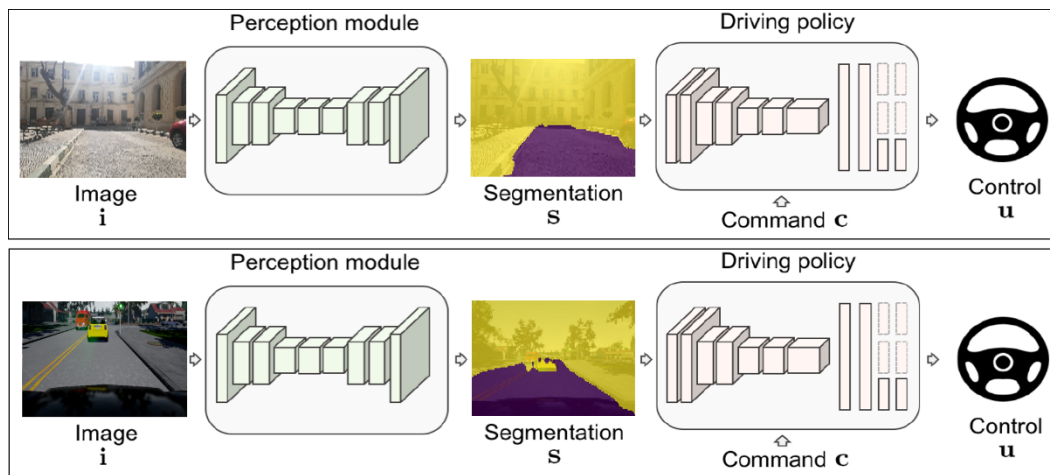 Perception module
Driving policy
Image
i
Segmentation
s
Command c
Control
u
Perception module
Driving policy
Image
i
Segmentation
s
Command c
Control
u